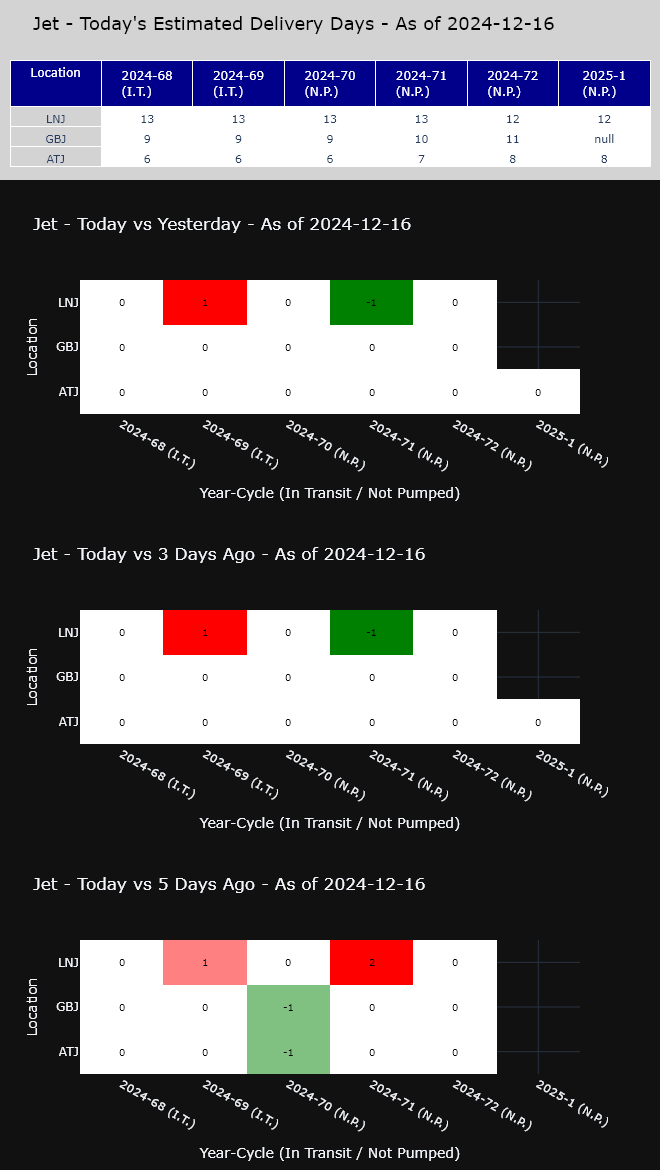 Jet - Today's Estimated Delivery Days - As of 2024-12-16
Location 2024-68 (I.T.) 2024-69 (I.T.) 2024-70 (N.P.) 2024-71 (N.P.) 2024-72 (N.P.) 2025-1 (N.P.)
LNJ 13 13 13 13 12 12
GBJ 9 9 9 10 11 null
ATJ 6 6 6 7 8 8
Jet - Today vs Yesterday - As of 2024-12-16
Location
LNJ 0 1 0 -1 0
GBJ 0 0 0 0 0
ATJ 0 0 0 0 0 0
2024-68 (I.T.) 2024-69 (I.T.) 2024-70 (N.P.) 2024-71 (N.P.) 2024-72 (N.P.) 2025-1 (N.P.)
Year-Cycle (In Transit / Not Pumped)
Jet - Today vs 3 Days Ago - As of 2024-12-16
Location
LNJ 0 1 0 -1 0
GBJ 0 0 0 0 0
ATJ 0 0 0 0 0 0
2024-68 (I.T.) 2024-69 (I.T.) 2024-70 (N.P.) 2024-71 (N.P.) 2024-72 (N.P.) 2025-1 (N.P.)
Year-Cycle (In Transit / Not Pumped)
Jet - Today vs 5 Days Ago - As of 2024-12-16
Location
LNJ 0 1 0 2 0
GBJ 0 0 -1 0 0
ATJ 0 0 -1 0 0
2024-68 (I.T.) 2024-69 (I.T.) 2024-70 (N.P.) 2024-71 (N.P.) 2024-72 (N.P.) 2025-1 (N.P.)
Year-Cycle (In Transit / Not Pumped)